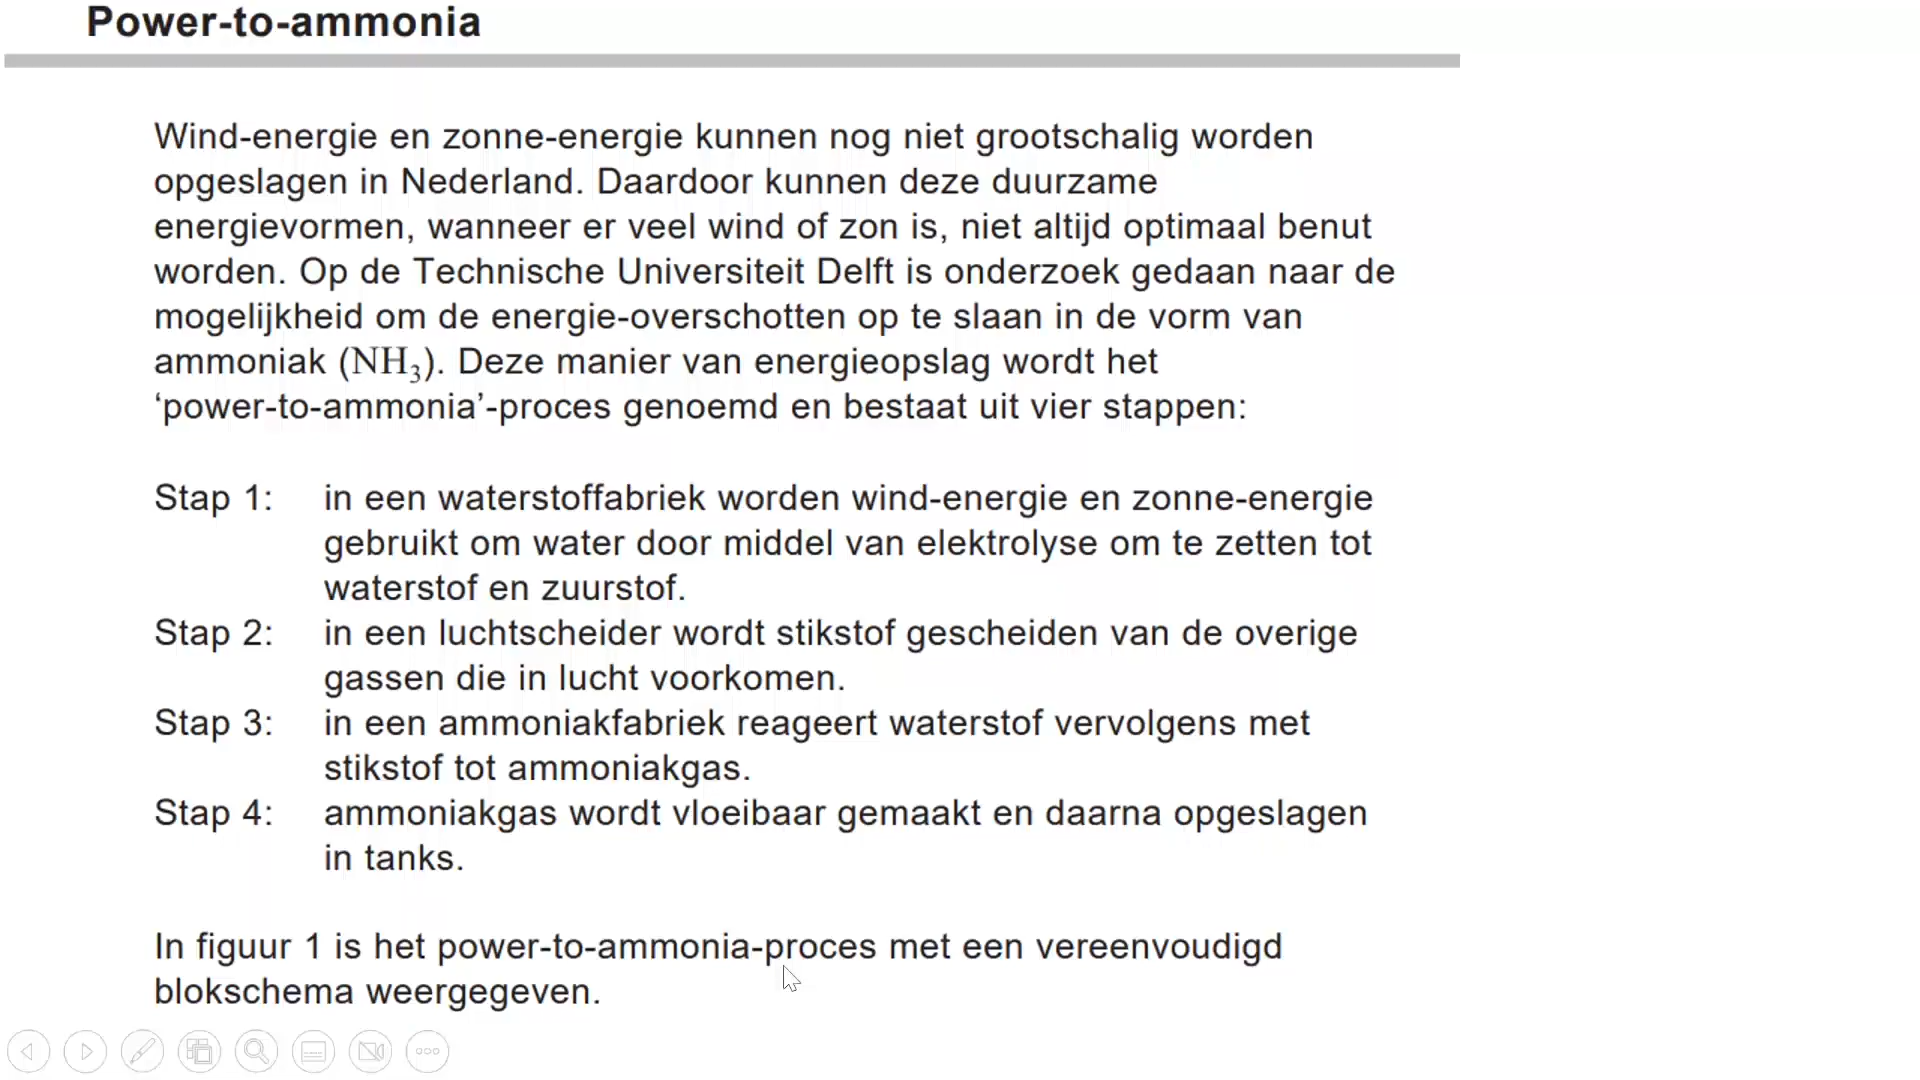 Power-to-ammonia
Wind-energie en zonne-energie kunnen nog niet grootschalig worden
opgeslagen in Nederland. Daardoor kunnen deze duurzame
energievormen, wanneer er veel wind of zon is, niet altijd optimaal benut
worden. Op de Technische Universiteit Delft is onderzoek gedaan naar de
mogelijkheid om de energie-overschotten op te slaan in de vorm van
ammoniak (NH₃). Deze manier van energieopslag wordt het
‘power-to-ammonia’-proces genoemd en bestaat uit vier stappen:
Stap 1: in een waterstoffabriek worden wind-energie en zonne-energie
gebruikt om water door middel van elektrolyse om te zetten tot
waterstof en zuurstof.
Stap 2: in een luchtscheider wordt stikstof gescheiden van de overige
gassen die in lucht voorkomen.
Stap 3: in een ammoniakfabriek reageert waterstof vervolgens met
stikstof tot ammoniakgas.
Stap 4: ammoniakgas wordt vloeibaar gemaakt en daarna opgeslagen
in tanks.
In figuur 1 is het power-to-ammonia-proces met een vereenvoudigd
blokschema weergegeven.